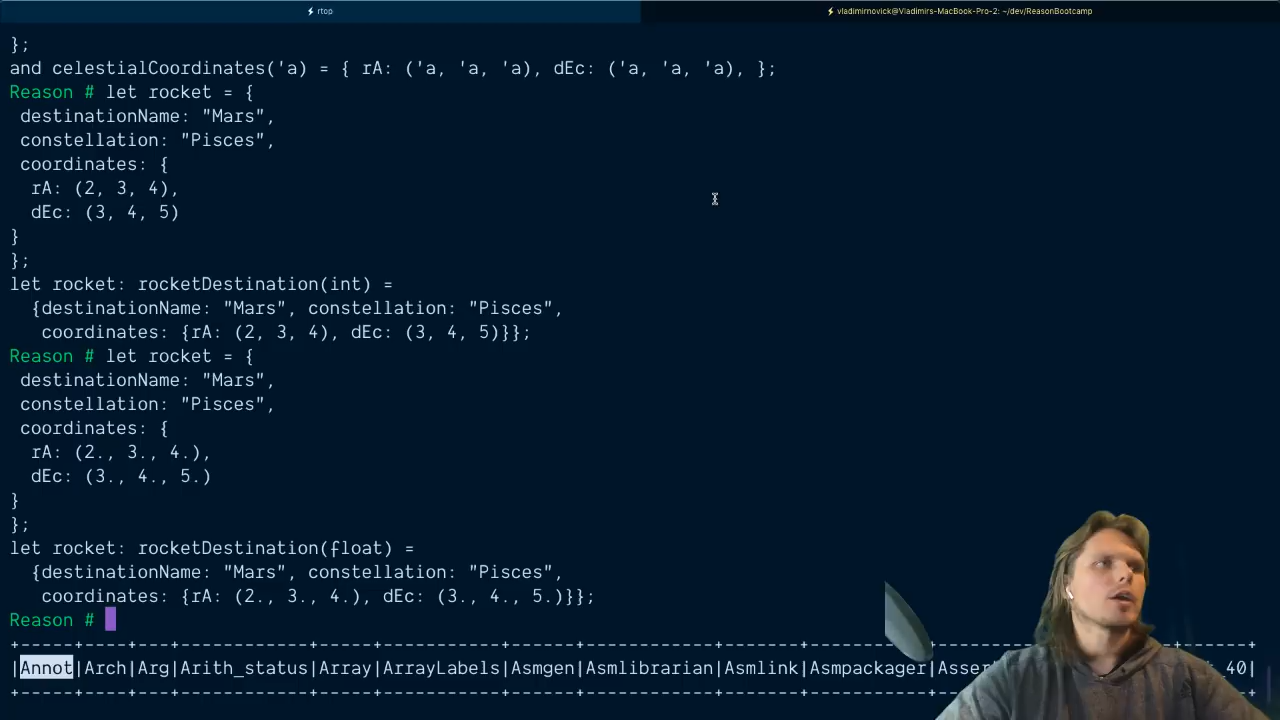 ⚡ rtop
⚡ vladimirnovick@Vladimirs-MacBook-Pro-2: ~/dev/ReasonBootcamp
};
and celestialCoordinates('a) = { rA: ('a, 'a, 'a), dEc: ('a, 'a, 'a), };
Reason # let rocket = {
destinationName: "Mars",
constellation: "Pisces",
coordinates: {
rA: (2, 3, 4),
dEc: (3, 4, 5)
}
};
let rocket: rocketDestination(int) =
{destinationName: "Mars", constellation: "Pisces",
coordinates: {rA: (2, 3, 4), dEc: (3, 4, 5)}};
Reason # let rocket = {
destinationName: "Mars",
constellation: "Pisces",
coordinates: {
rA: (2., 3., 4.),
dEc: (3., 4., 5.)
}
};
let rocket: rocketDestination(float) =
{destinationName: "Mars", constellation: "Pisces",
coordinates: {rA: (2., 3., 4.), dEc: (3., 4., 5.)}};
Reason #
|Annot|Arch|Arg|Arith_status|Array|ArrayLabels|Asmgen|Asmlibrarian|Asmlink|Asmpackager|